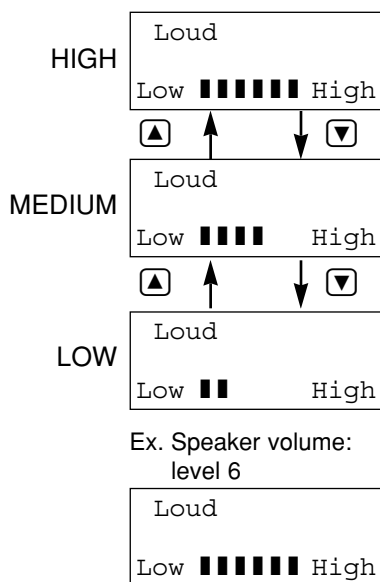 HIGH
Loud
Low ▮▮▮▮▮▮ High
▲ ▼
MEDIUM
Loud
Low ▮▮▮▮ High
▲ ▼
LOW
Loud
Low ▮▮ High
Ex. Speaker volume:
level 6
Loud
Low ▮▮▮▮▮▮ High